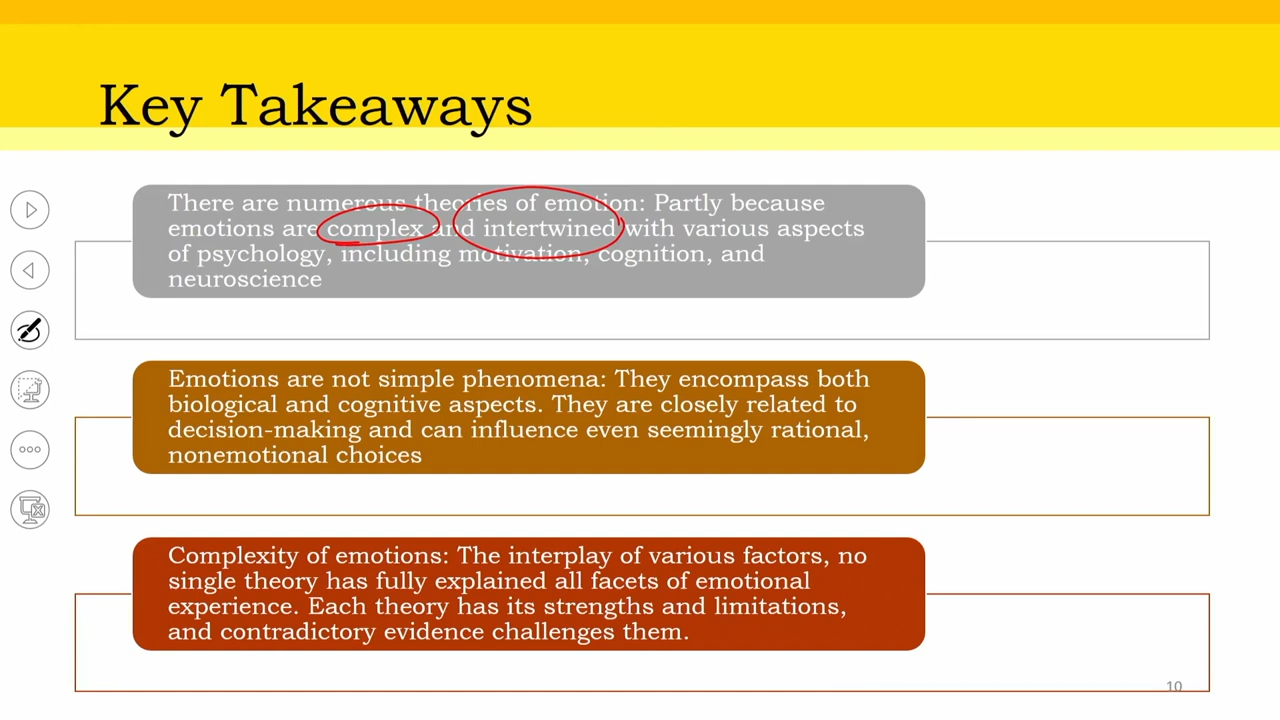 Key Takeaways
There are numerous theories of emotion: Partly because
emotions are complex and intertwined with various aspects
of psychology, including motivation, cognition, and
neuroscience
Emotions are not simple phenomena: They encompass both
biological and cognitive aspects. They are closely related to
decision-making and can influence even seemingly rational,
nonemotional choices
Complexity of emotions: The interplay of various factors, no
single theory has fully explained all facets of emotional
experience. Each theory has its strengths and limitations,
and contradictory evidence challenges them.
10